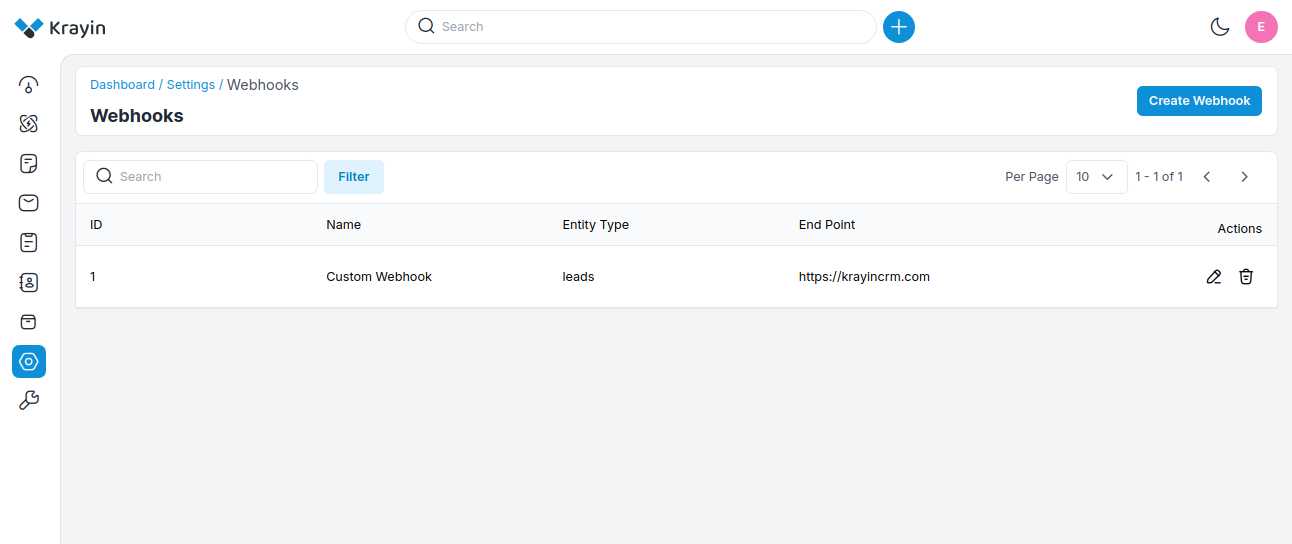 Krayin
Search
E
Dashboard / Settings / Webhooks
Webhooks
Create Webhook
Search
Filter
Per Page 10 1 - 1 of 1
ID Name Entity Type End Point Actions
1 Custom Webhook leads https://krayincrm.com